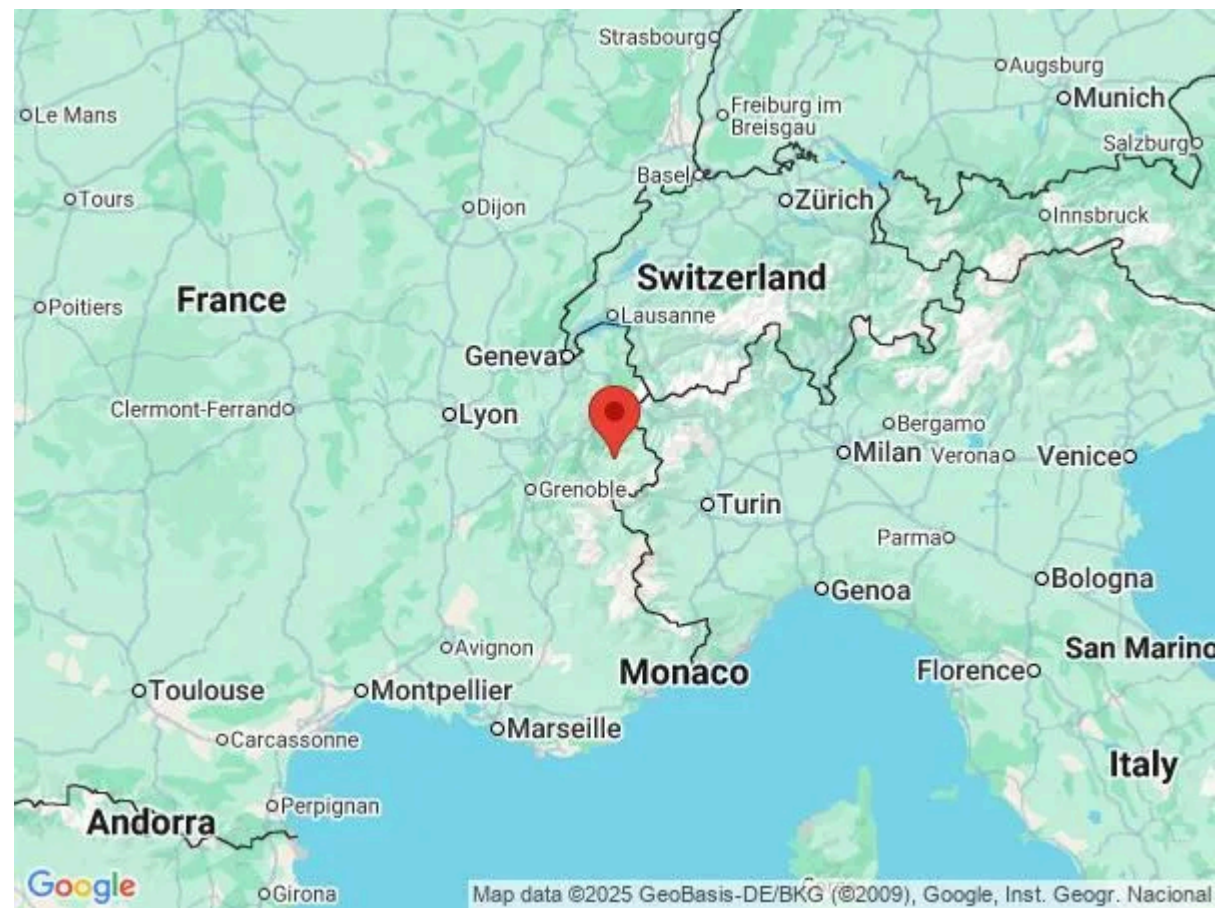 Strasbourg
Augsburg
Munich
Le Mans
Freiburg im
Breisgau
Salzburg
Basel
Tours
Dijon
Zürich
Innsbruck
Switzerland
France
Poitiers
Lausanne
Geneva
Clermont-Ferrand
Lyon
Bergamo
Milan
Verona
Venice
Grenoble
Turin
Parma
Bologna
Genoa
Avignon
San Marino
Monaco
Florence
Toulouse
Montpellier
Marseille
Carcassonne
Italy
Perpignan
Andorra
Google
Girona
Map data ©2025 GeoBasis-DE/BKG (©2009), Google, Inst. Geogr. Nacional